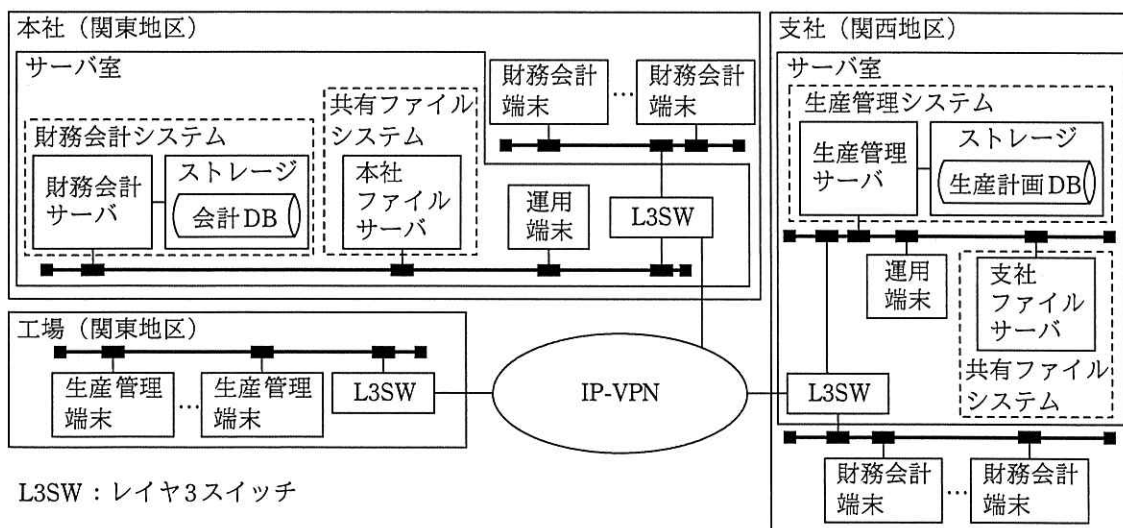 本社（関東地区）
サーバ室
財務会計システム
財務会計
サーバ
ストレージ
会計DB
共有ファイル
システム
本社
ファイル
サーバ
財務会計
端末
…
財務会計
端末
運用
端末
L3SW
支社（関西地区）
サーバ室
生産管理システム
生産管理
サーバ
ストレージ
生産計画DB
運用
端末
支社
ファイル
サーバ
共有ファイル
システム
L3SW
財務会計
端末
…
財務会計
端末
工場（関東地区）
生産管理
端末
…
生産管理
端末
L3SW
IP-VPN
L3SW：レイヤ3スイッチ